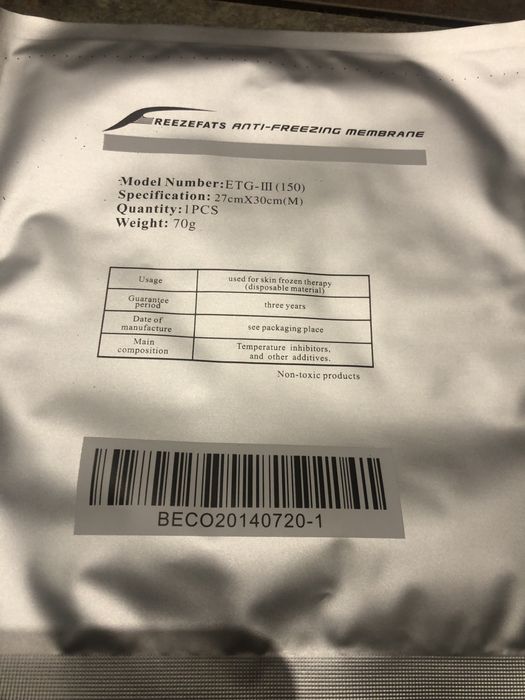 FREEZEFATS ANTI-FREEZING MEMBRANE
Model Number:ETG-III(150)
Specification: 27cmX30cm(M)
Quantity:1PCS
Weight: 70g
Usage
used for skin frozen therapy
(disposable material)
Guarantee
period
three years
Date of
manufacture
see packaging place
Main
composition
Temperature inhibitors,
and other additives.
Non-toxic products
BECO20140720-1